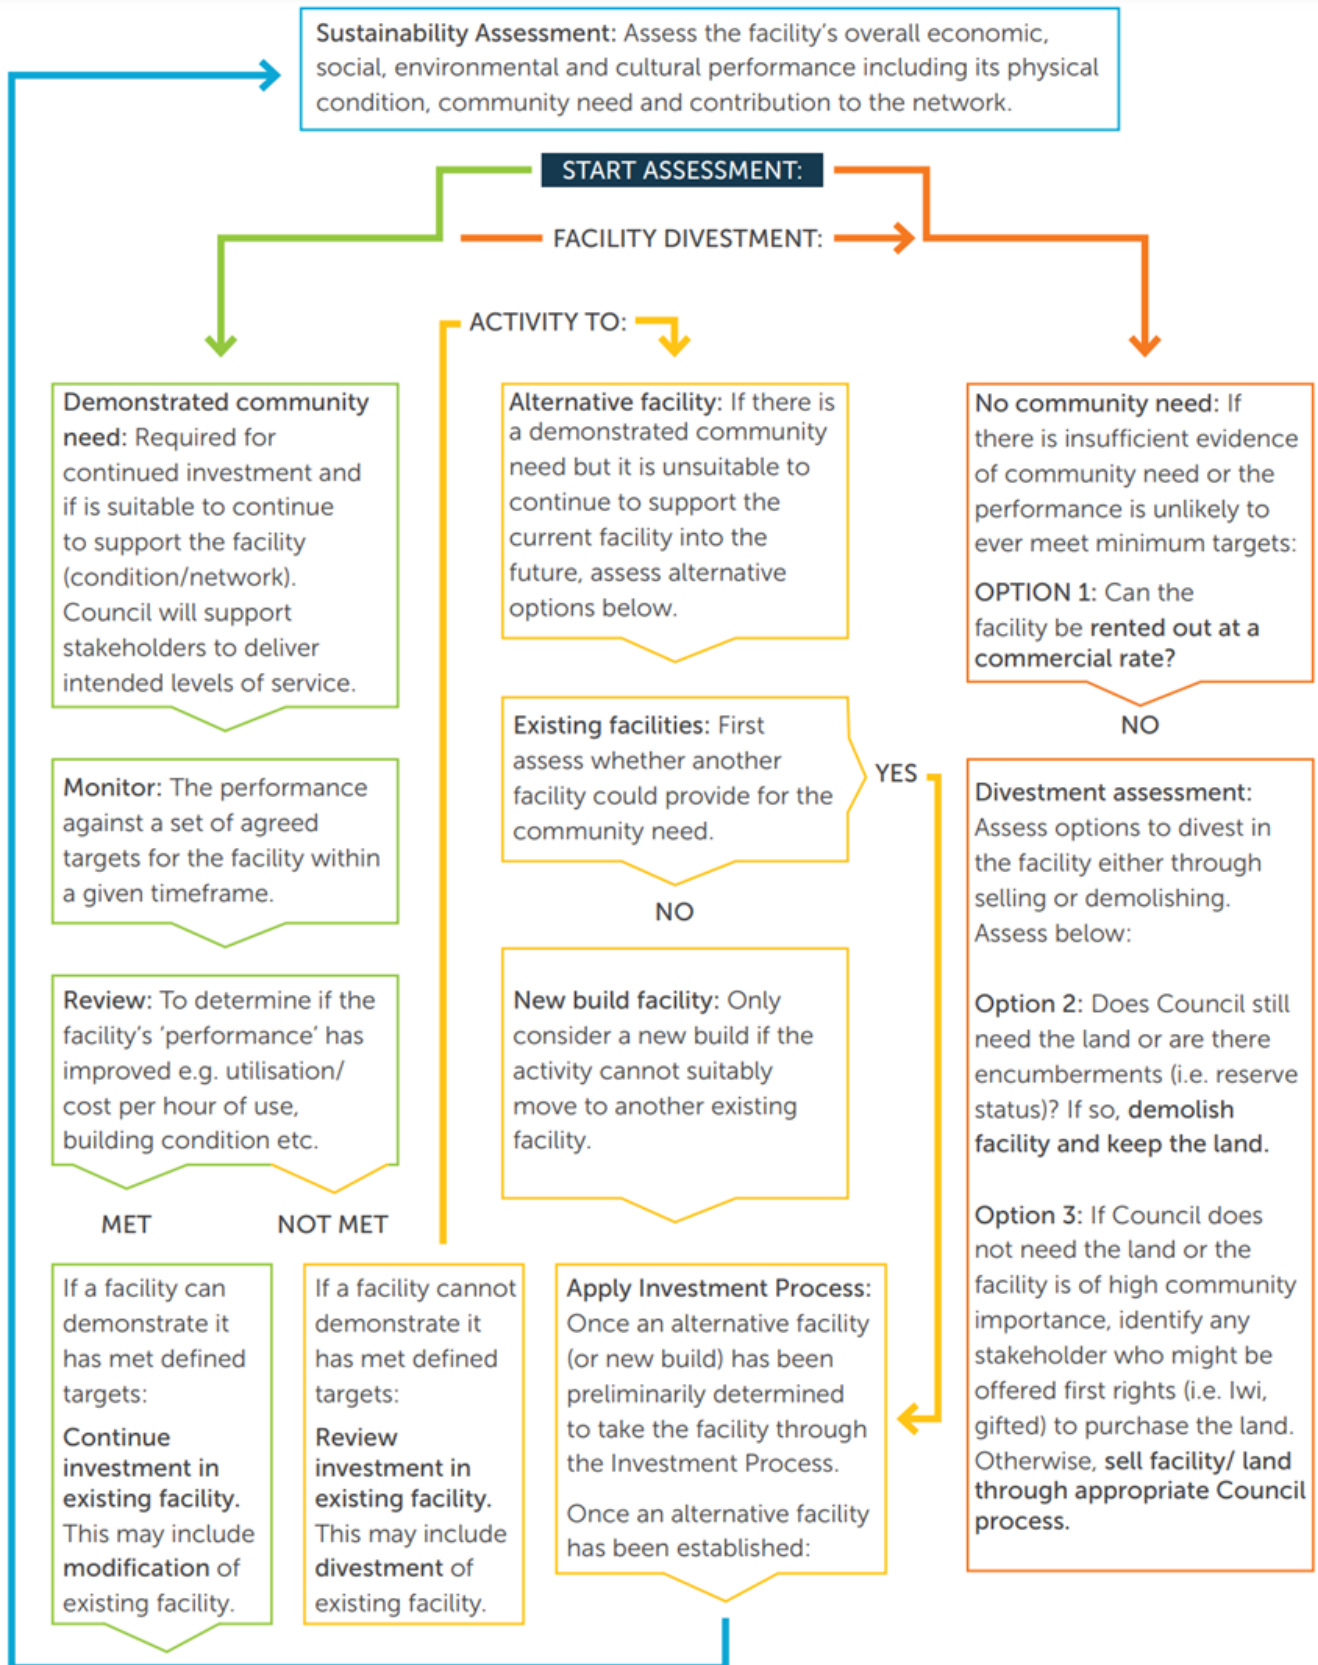 Sustainability Assessment: Assess the facility's overall economic,
social, environmental and cultural performance including its physical
condition, community need and contribution to the network.
START ASSESSMENT:
FACILITY DIVESTMENT:
ACTIVITY TO:
Demonstrated community
need: Required for
continued investment and
if is suitable to continue
to support the facility
(condition/network).
Council will support
stakeholders to deliver
intended levels of service.
Monitor: The performance
against a set of agreed
targets for the facility within
a given timeframe.
Review: To determine if the
facility's 'performance' has
improved e.g. utilisation/
cost per hour of use,
building condition etc.
MET
NOT MET
If a facility can
demonstrate it
has met defined
targets:
Continue
investment in
existing facility.
This may include
modification of
existing facility.
If a facility cannot
demonstrate it
has met defined
targets:
Review
investment in
existing facility.
This may include
divestment of
existing facility.
Alternative facility: If there is
a demonstrated community
need but it is unsuitable to
continue to support the
current facility into the
future, assess alternative
options below.
Existing facilities: First
assess whether another
facility could provide for the
community need.
YES
NO
New build facility: Only
consider a new build if the
activity cannot suitably
move to another existing
facility.
Apply Investment Process:
Once an alternative facility
(or new build) has been
preliminarily determined
to take the facility through
the Investment Process.
Once an alternative facility
has been established:
No community need: If
there is insufficient evidence
of community need or the
performance is unlikely to
ever meet minimum targets:
OPTION 1: Can the
facility be rented out at a
commercial rate?
NO
Divestment assessment:
Assess options to divest in
the facility either through
selling or demolishing.
Assess below:
Option 2: Does Council still
need the land or are there
encumberments (i.e. reserve
status)? If so, demolish
facility and keep the land.
Option 3: If Council does
not need the land or the
facility is of high community
importance, identify any
stakeholder who might be
offered first rights (i.e. Iwi,
gifted) to purchase the land.
Otherwise, sell facility/ land
through appropriate Council
process.